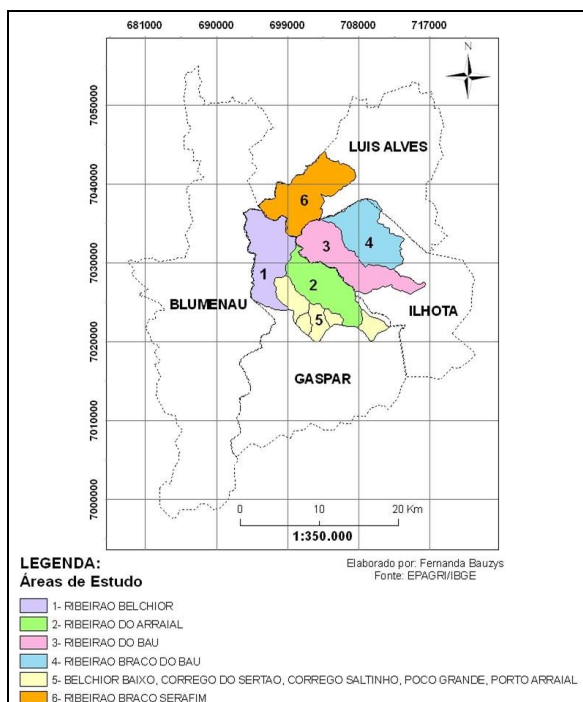 681000 690000 699000 708000 717000
N
7050000
LUIS ALVES
7040000
6
4
3
7030000
1
2
BLUMENAU
ILHOTA
5
7020000
GASPAR
7010000
7000000
0 10 20 Km
1:350.000
LEGENDA:
Elaborado por: Fernanda Bauzys
Áreas de Estudo
Fonte: EPAGRI/IBGE
1- RIBEIRAO BELCHIOR
2- RIBEIRAO DO ARRAIAL
3- RIBEIRAO DO BAU
4- RIBEIRAO BRACO DO BAU
5- BELCHIOR BAIXO, CORREGO DO SERTAO, CORREGO SALTINHO, POCO GRANDE, PORTO ARRAIAL
6- RIBEIRAO BRACO SERAFIM